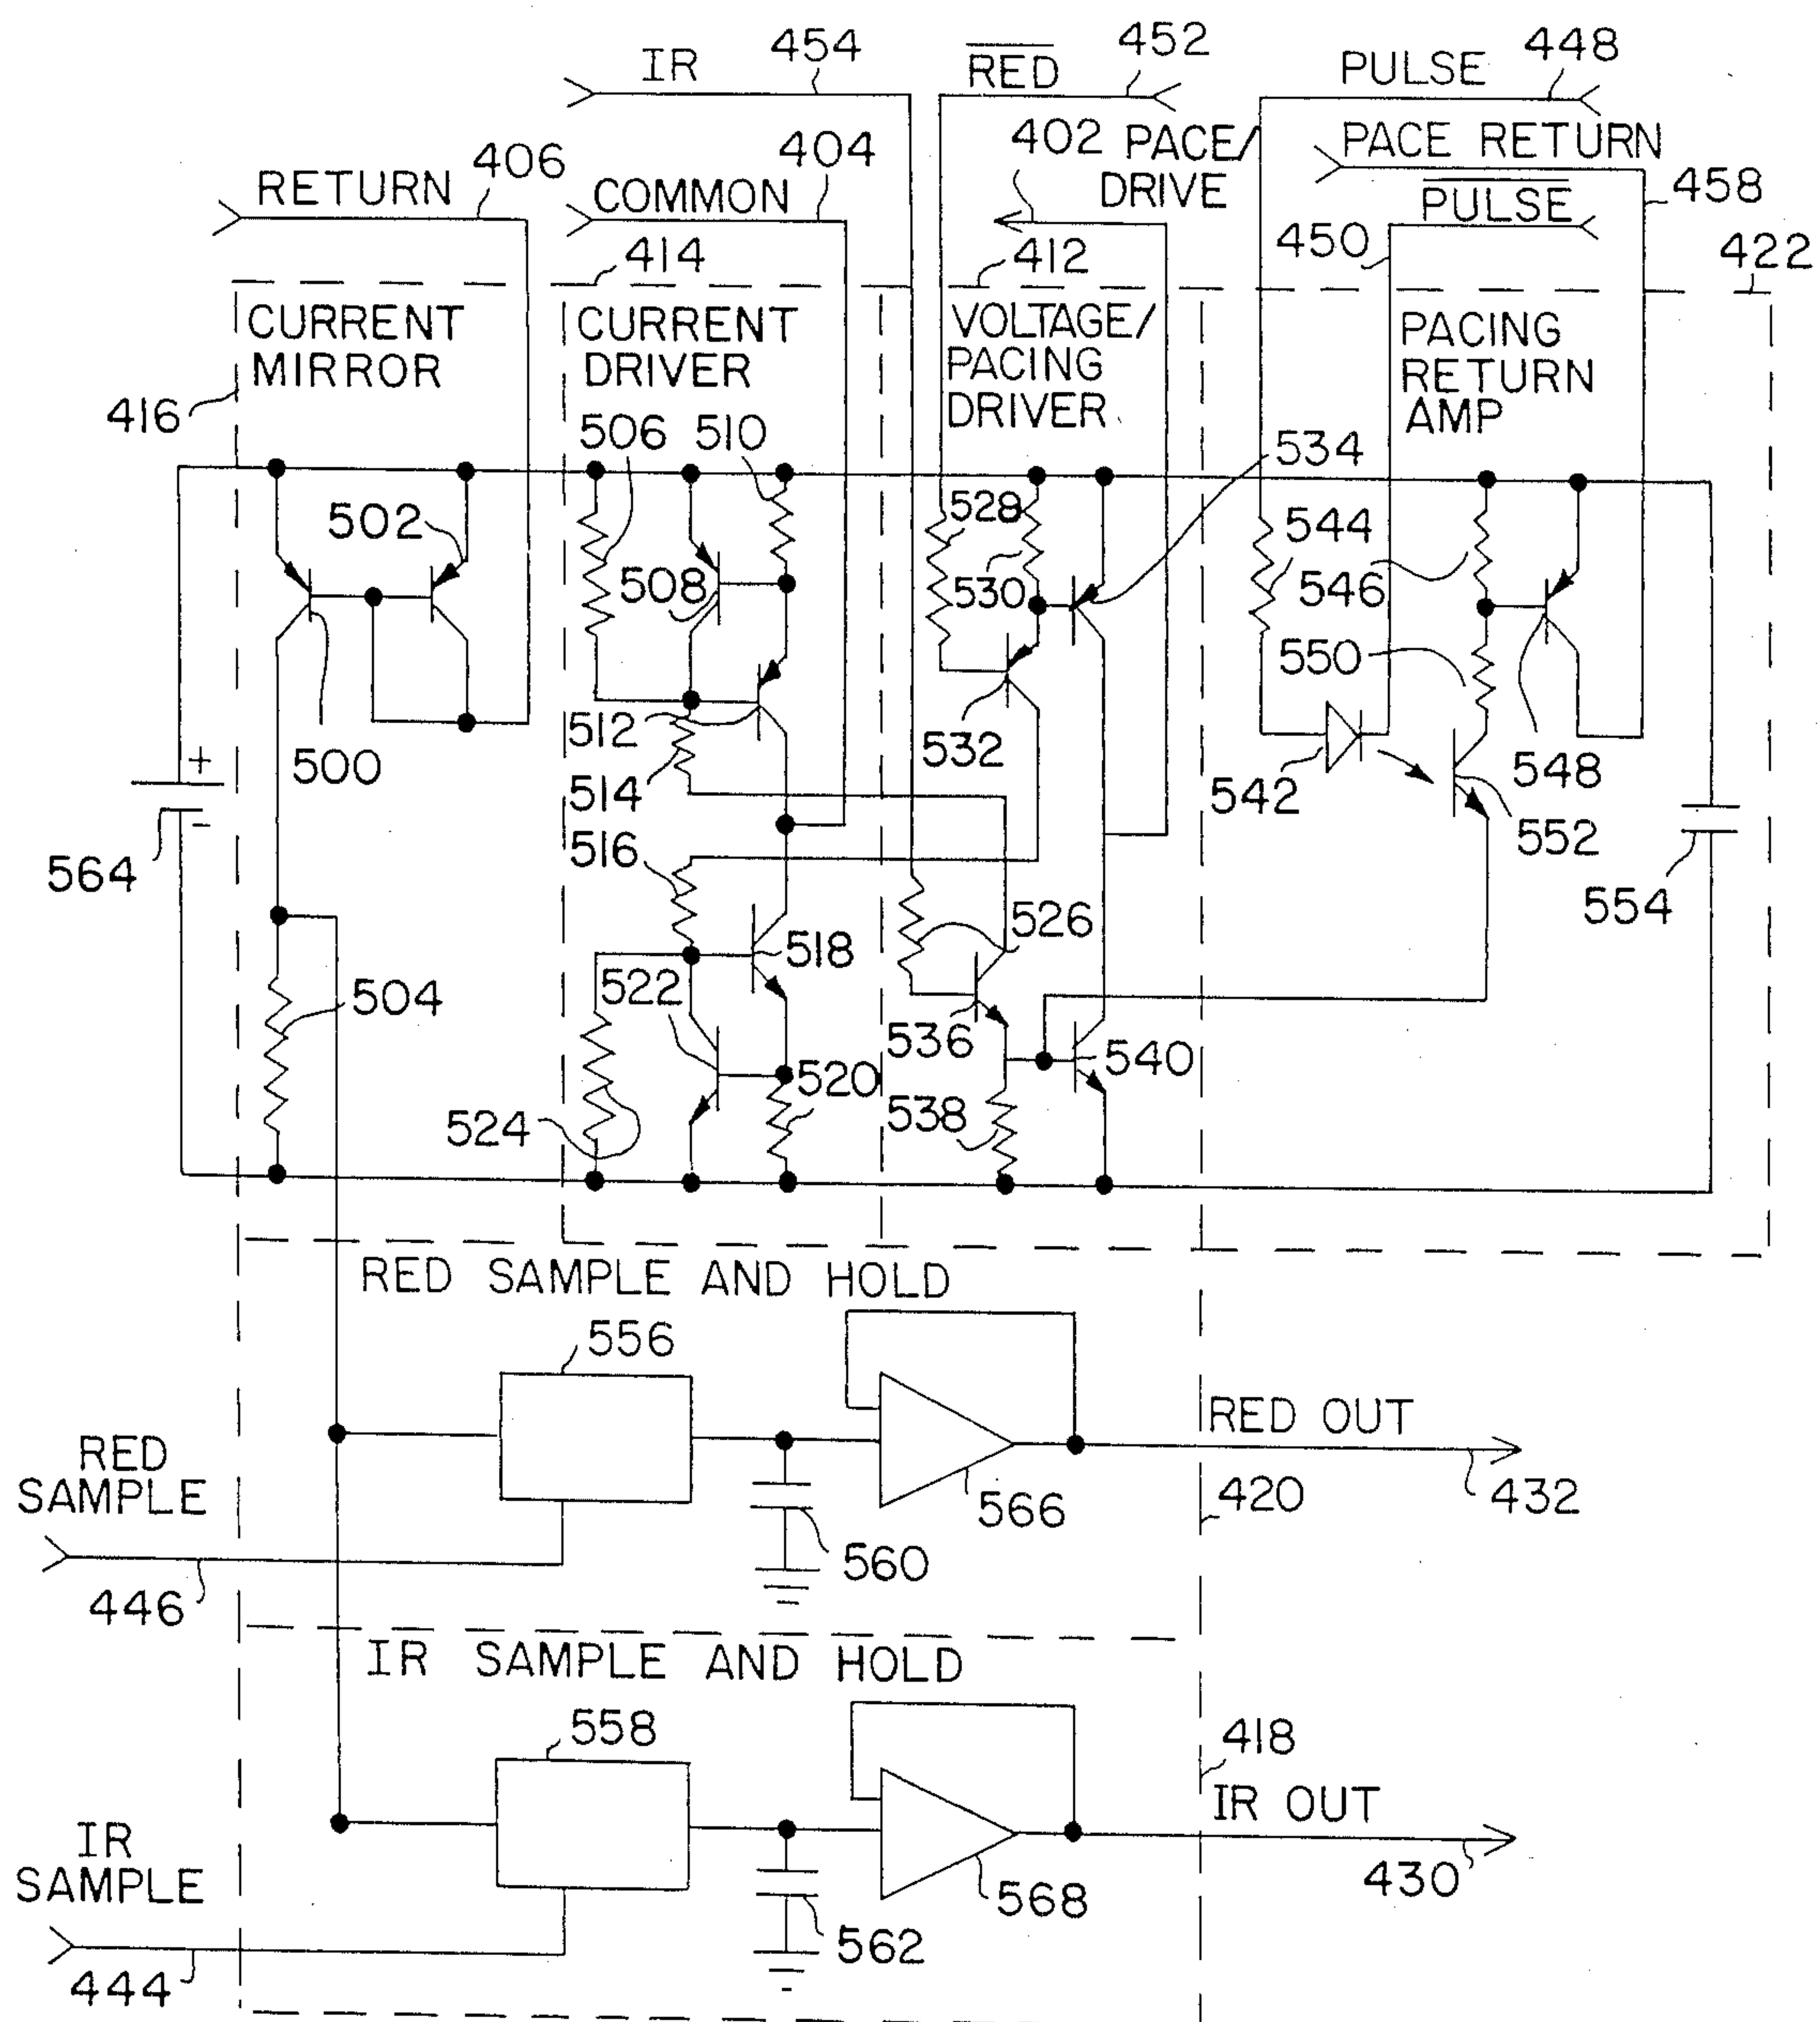 IR
454
RED
452
PULSE
448
RETURN
406
COMMON
404
402
PACE/
DRIVE
PACE RETURN
458
PULSE
450
414
412
422
CURRENT
MIRROR
CURRENT
DRIVER
VOLTAGE/
PACING
DRIVER
PACING
RETURN
AMP
416
506
510
534
502
508
528
530
544
546
550
512
514
532
542
548
552
500
+
-
564
516
526
554
518
504
522
536
540
520
524
538
RED SAMPLE AND HOLD
556
RED OUT
RED
SAMPLE
566
420
432
446
560
IR SAMPLE AND HOLD
558
418
IR OUT
IR
SAMPLE
568
430
444
562